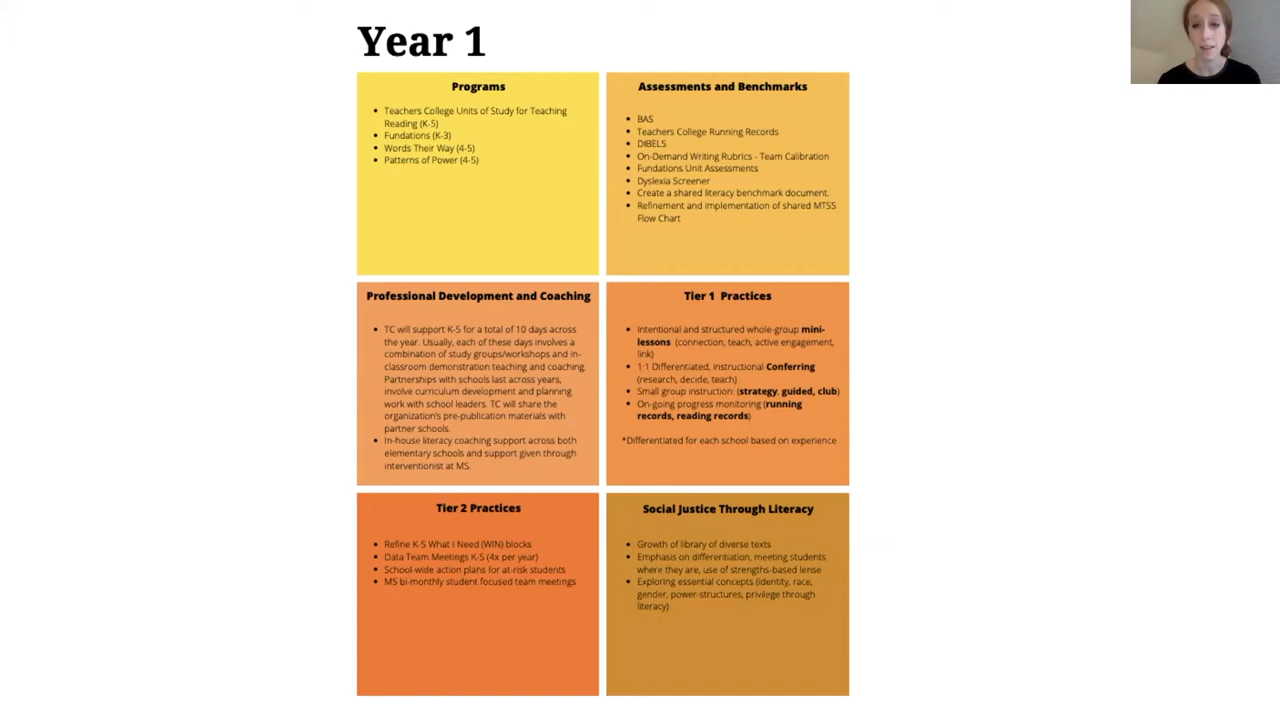 Year 1
Programs
Teachers College Units of Study for Teaching
Reading (K-5)
Fundations (K-3)
Words Their Way (4-5)
Patterns of Power (4-5)
Assessments and Benchmarks
BAS
Teachers College Running Records
DIBELS
On-Demand Writing Rubrics - Team Calibration
Fundations Unit Assessments
Dyslexia Screener
Create a shared literacy benchmark document.
Refinement and implementation of shared MTSS
Flow Chart
Professional Development and Coaching
TC will support K-5 for a total of 10 days across
the year. Usually, each of these days involves a
combination of study groups/workshops and in-
classroom demonstration teaching and coaching.
Partnerships with schools last across years,
involve curriculum development and planning
work with school leaders. TC will share the
organization's pre-publication materials with
partner schools.
In-house literacy coaching support across both
elementary schools and support given through
interventionist at MS.
Tier 1 Practices
Intentional and structured whole-group mini-
lessons (connection, teach, active engagement,
link)
1:1 Differentiated, instructional Conferring
(research, decide, teach)
Small group instruction: (strategy, guided, club)
On-going progress monitoring (running
records, reading records)
*Differentiated for each school based on experience
Tier 2 Practices
Refine K-5 What I Need (WIN) blocks
Data Team Meetings K-5 (4x per year)
School-wide action plans for at-risk students
MS bi-monthly student focused team meetings
Social Justice Through Literacy
Growth of library of diverse texts
Emphasis on differentiation, meeting students
where they are, use of strengths-based lense
Exploring essential concepts (identity, race,
gender, power-structures, privilege through
literacy)